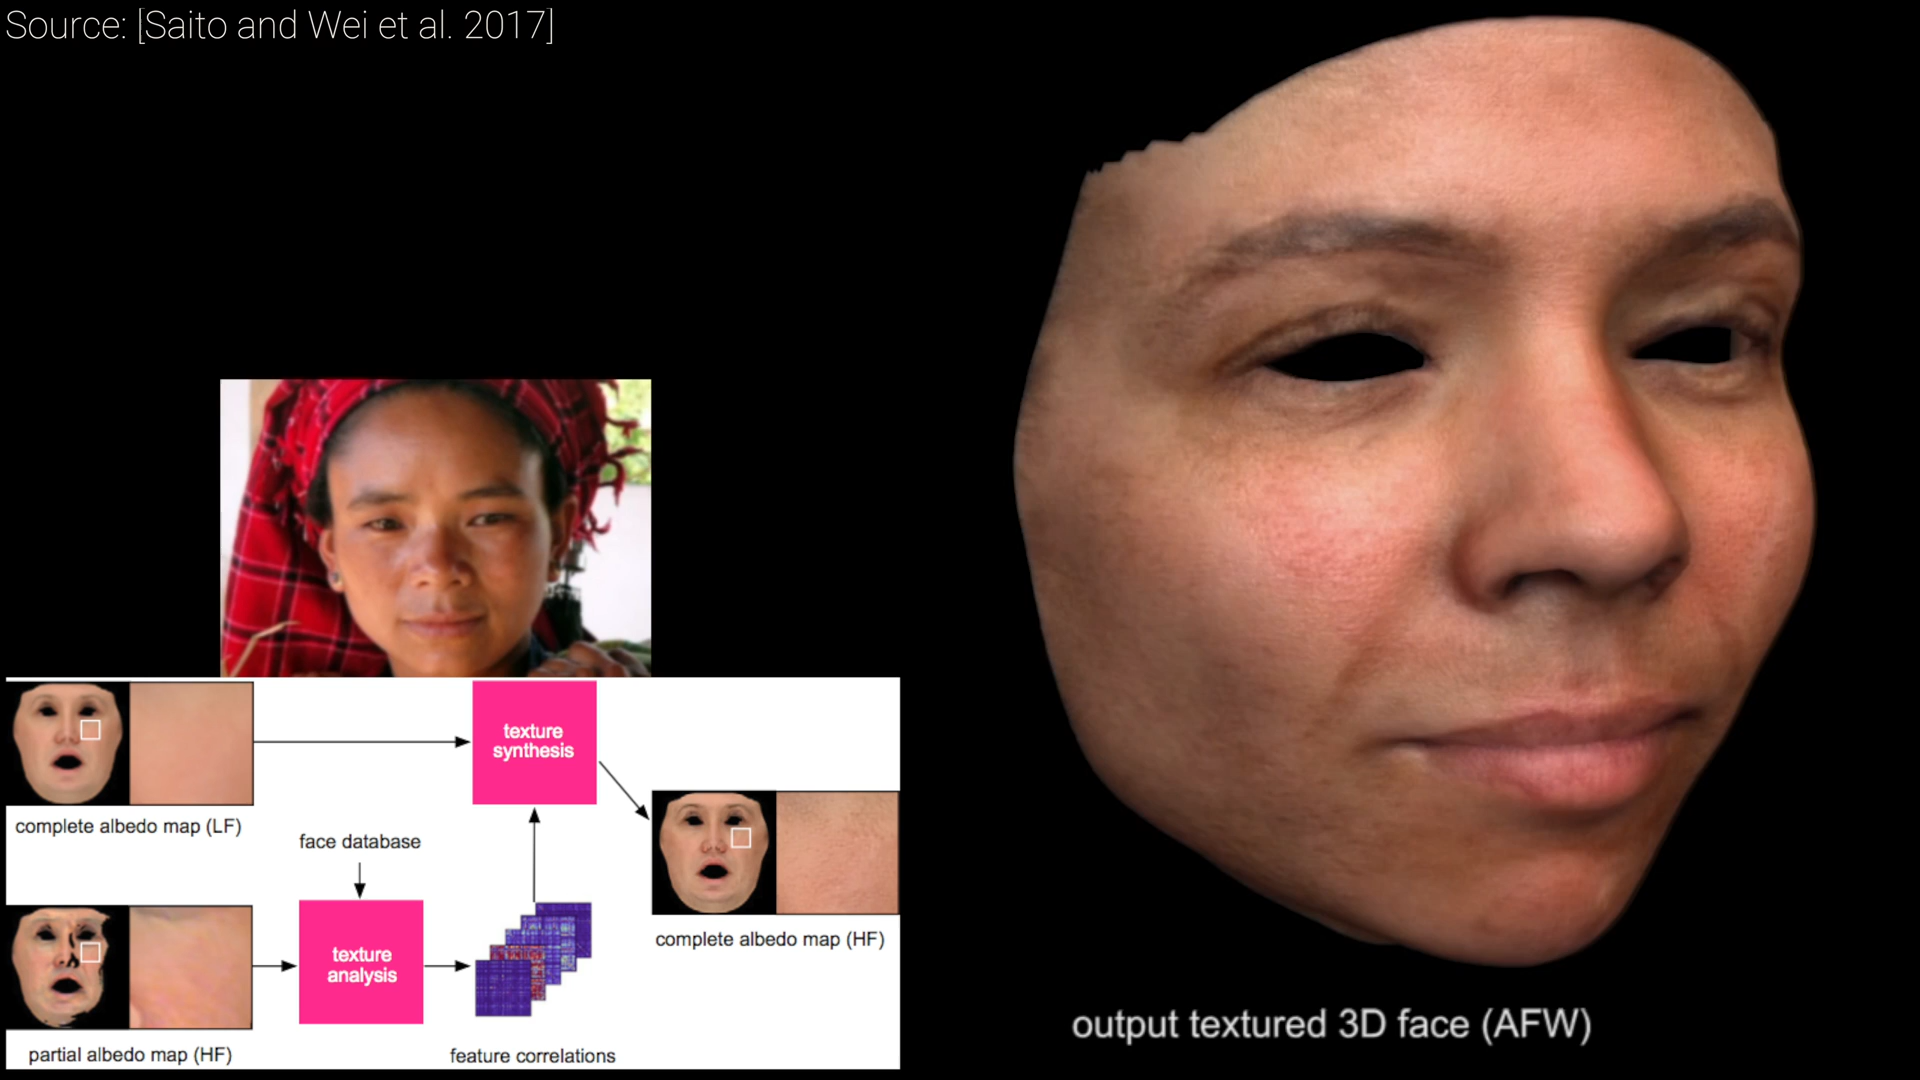 Source: [Saito and Wei et al. 2017]
texture
synthesis
complete albedo map (LF)
face database
texture
analysis
complete albedo map (HF)
partial albedo map (HF)
feature correlations
output textured 3D face (AFW)